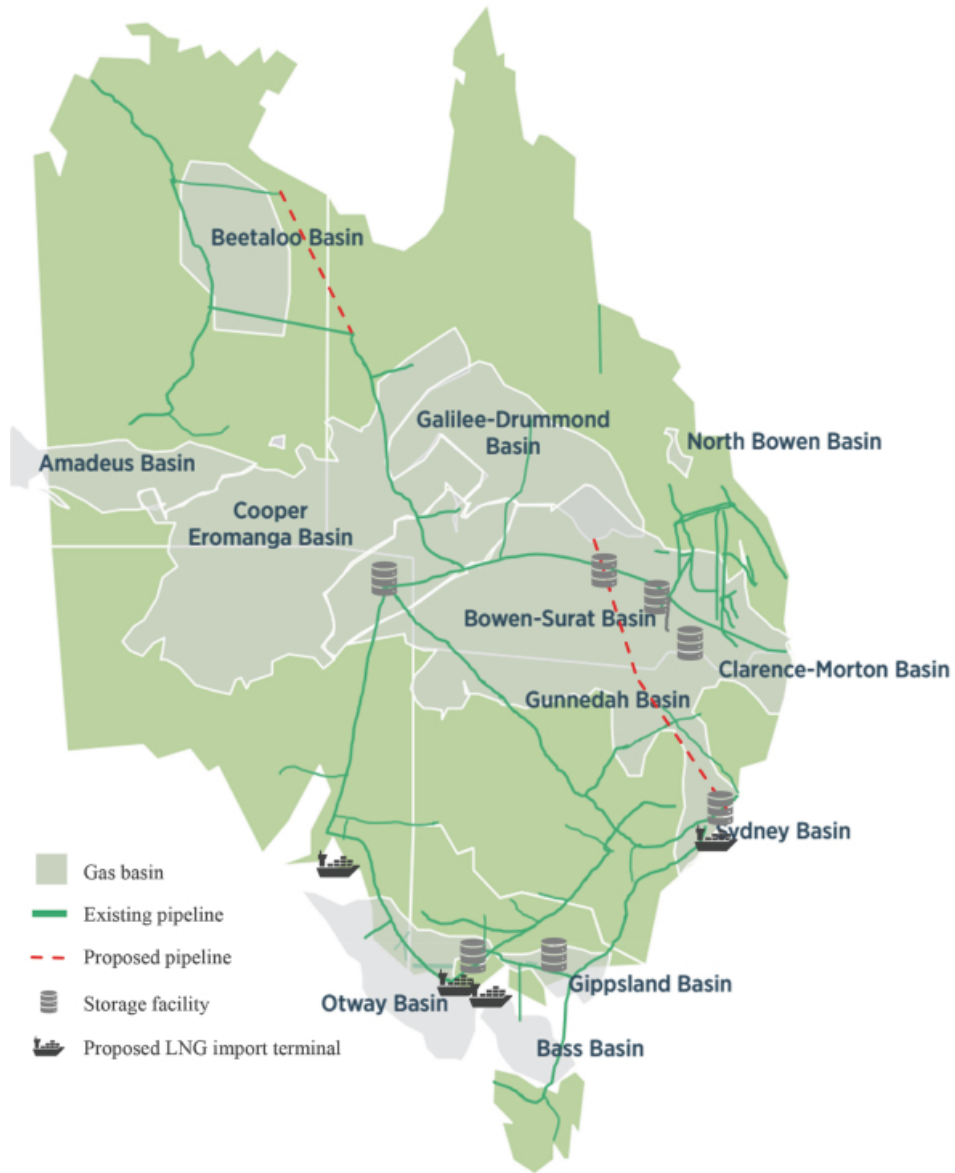 Beetaloo Basin
Galilee-Drummond
Basin
North Bowen Basin
Amadeus Basin
Cooper
Eromanga Basin
Bowen-Surat Basin
Clarence-Morton Basin
Gunnedah Basin
Sydney Basin
Gas basin
Existing pipeline
Proposed pipeline
Storage facility
Proposed LNG import terminal
Otway Basin
Gippsland Basin
Bass Basin